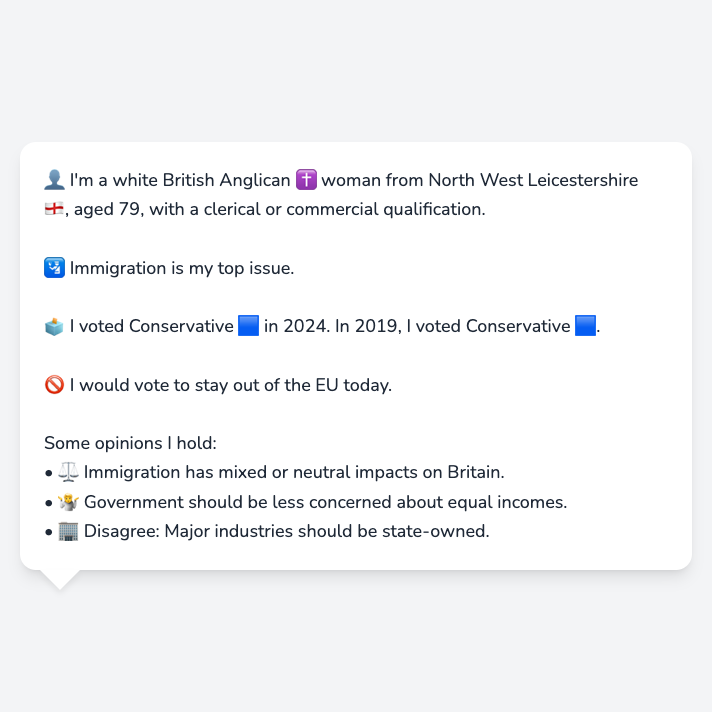 👤 I'm a white British Anglican ✝️ woman from North West Leicestershire
🏴󠁧󠁢󠁥󠁮󠁧󠁿, aged 79, with a clerical or commercial qualification.
🛂 Immigration is my top issue.
🗳️ I voted Conservative 🟦 in 2024. In 2019, I voted Conservative 🟦.
🚫 I would vote to stay out of the EU today.
Some opinions I hold:
• ⚖️ Immigration has mixed or neutral impacts on Britain.
• 🤷 Government should be less concerned about equal incomes.
• 🏢 Disagree: Major industries should be state-owned.